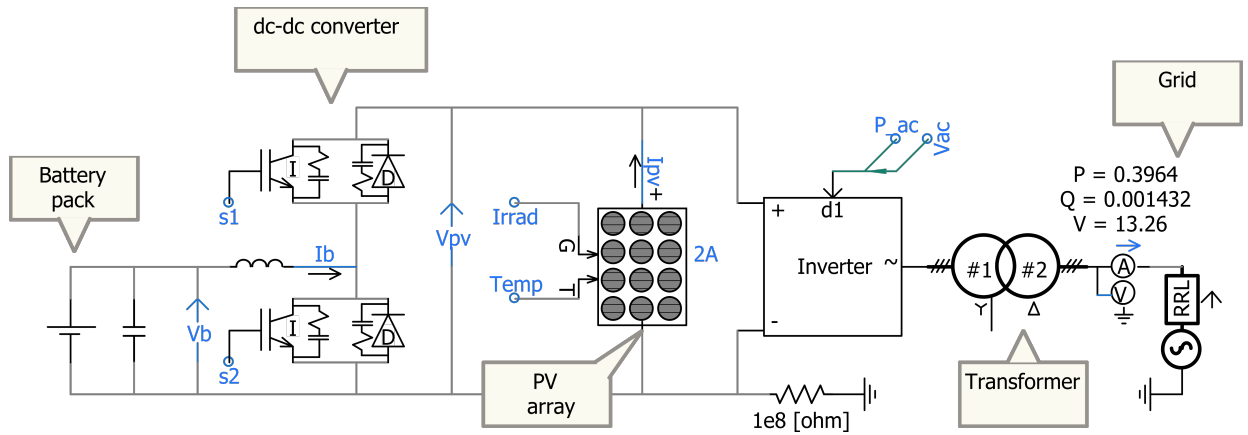 dc-dc converter
Grid
Battery
pack
P_ac
Vac
P = 0.3964
Q = 0.001432
V = 13.26
I
D
s1
Ipv
+
Irrad
G
Vpv
2A
Temp
T
+
d1
Inverter
~
-
#1
#2
Y
Δ
A
V
RRL
Ib
Vb
I
D
s2
PV
array
Transformer
1e8 [ohm]